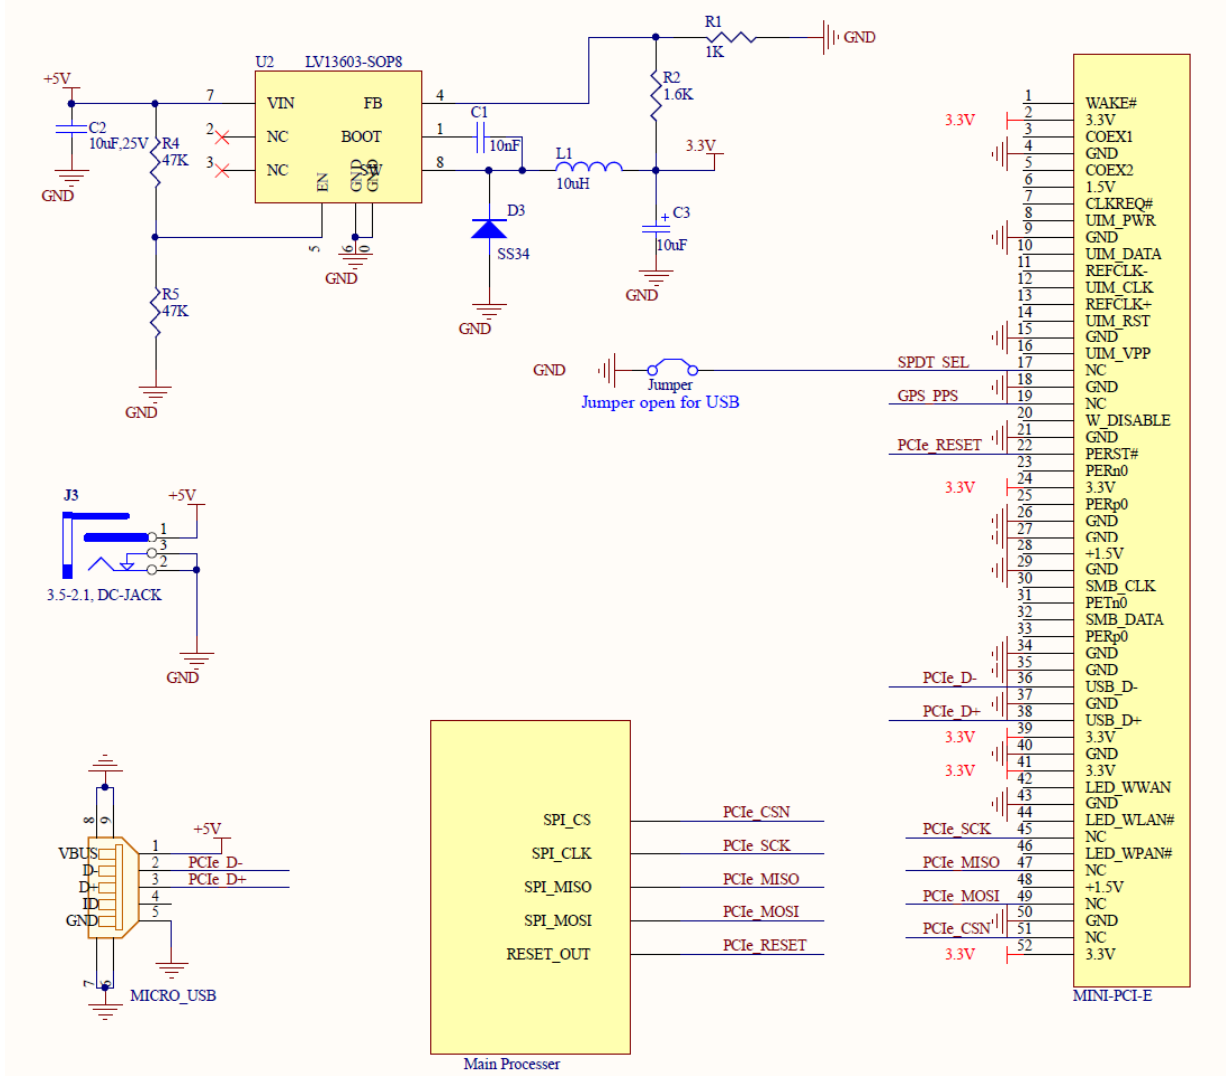 U2 LV13603-SOP8
+5V
7 VIN FB 4
2 NC BOOT 1
3 NC SW 8
EN GND GND
5 6 0
GND
C2
10uF,25V
GND
R4
47K
R5
47K
GND
R1
1K
GND
R2
1.6K
C1
10nF
L1
10uH
3.3V
D3
SS34
GND
C3
+
10uF
GND
GND
Jumper
SPDT_SEL
Jumper open for USB
GPS_PPS
PCIe_RESET
J3
+5V
1
3
2
3.5-2.1, DC-JACK
GND
8 9
+5V
VBUS 1
D- 2 PCIe_D-
D+ 3 PCIe_D+
ID 4
GND 5
7 6
MICRO_USB
SPI_CS PCIe_CSN
SPI_CLK PCIe_SCK
SPI_MISO PCIe_MISO
SPI_MOSI PCIe_MOSI
RESET_OUT PCIe_RESET
Main Processer
1 WAKE#
3.3V 2 3.3V
3 COEX1
4 GND
5 COEX2
6 1.5V
7 CLKREQ#
8 UIM_PWR
9 GND
10 UIM_DATA
11 REFCLK-
12 UIM_CLK
13 REFCLK+
14 UIM_RST
15 GND
16 UIM_VPP
17 NC
18 GND
19 NC
20 W_DISABLE
21 GND
22 PERST#
23 PERn0
3.3V 24 3.3V
25 PERp0
26 GND
27 GND
28 +1.5V
29 GND
30 SMB_CLK
31 PETn0
32 SMB_DATA
33 PERp0
34 GND
35 GND
PCIe_D- 36 USB_D-
37 GND
PCIe_D+ 38 USB_D+
3.3V 39 3.3V
40 GND
3.3V 41 3.3V
42 LED_WWAN
43 GND
44 LED_WLAN#
PCIe_SCK 45 NC
46 LED_WPAN#
PCIe_MISO 47 NC
48 +1.5V
PCIe_MOSI 49 NC
50 GND
PCIe_CSN 51 NC
3.3V 52 3.3V
MINI-PCI-E